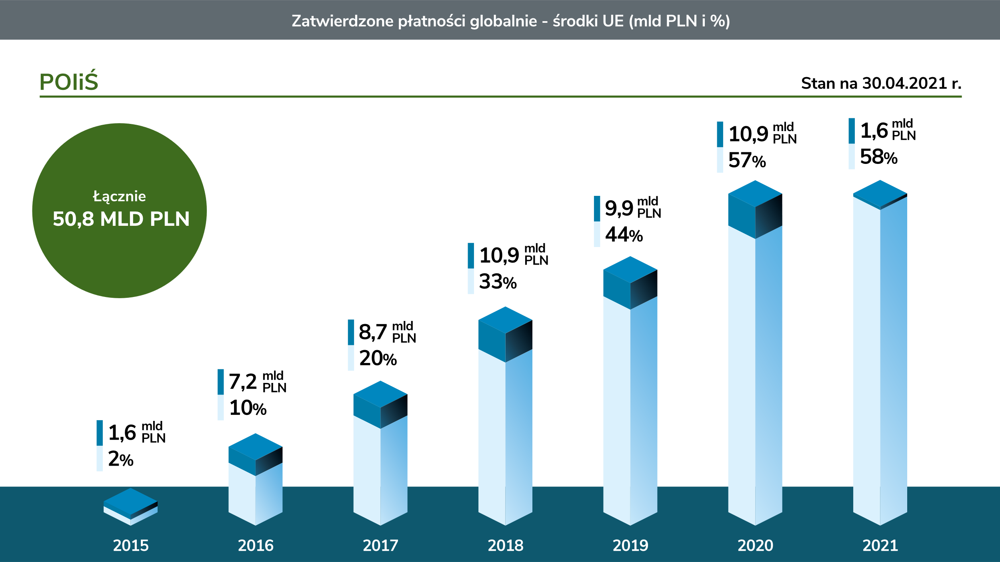 Zatwierdzone płatności globalnie - środki UE (mld PLN i %)
POIiŚ
Stan na 30.04.2021 r.
Łącznie
50,8 MLD PLN
1,6 mld PLN
2%
7,2 mld PLN
10%
8,7 mld PLN
20%
10,9 mld PLN
33%
9,9 mld PLN
44%
10,9 mld PLN
57%
1,6 mld PLN
58%
2015
2016
2017
2018
2019
2020
2021